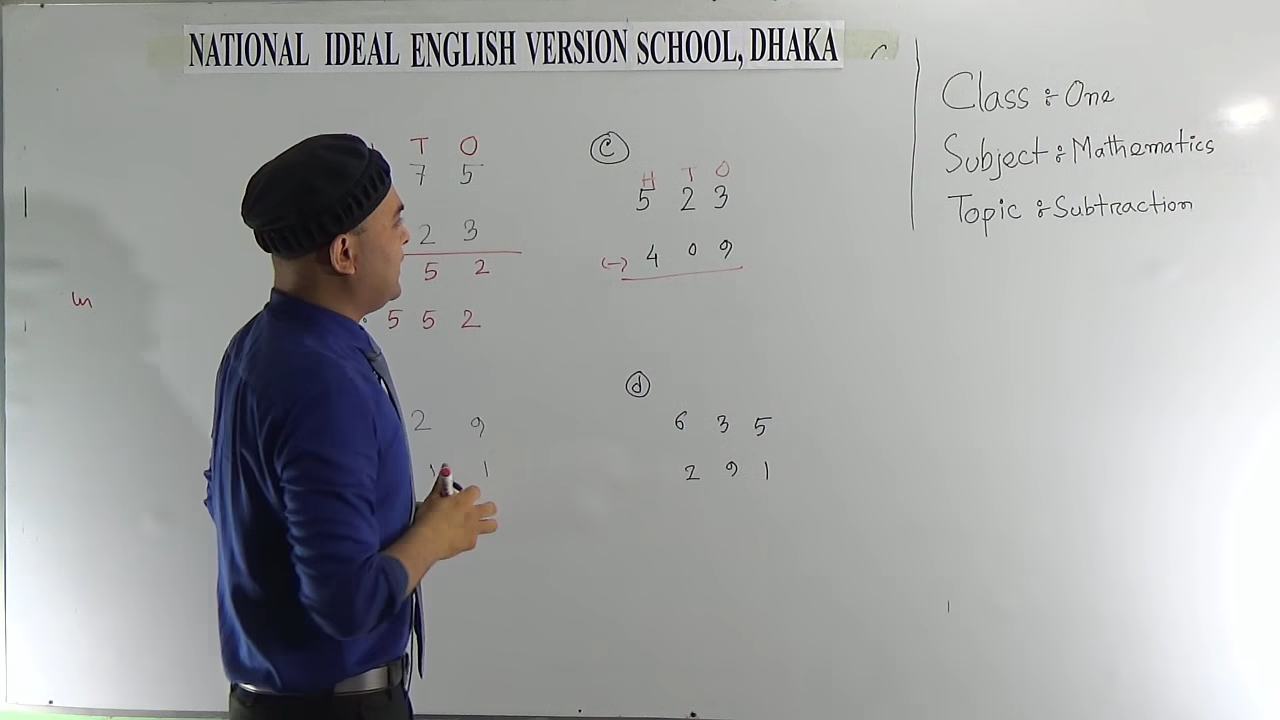 NATIONAL IDEAL ENGLISH VERSION SCHOOL, DHAKA
Class : One
Subject : Mathematics
Topic : Subtraction
T O
7 5
2 3
5 2
5 5 2
2 9
1 1
(c)
H T O
5 2 3
(-) 4 0 9
(d)
6 3 5
2 9 1